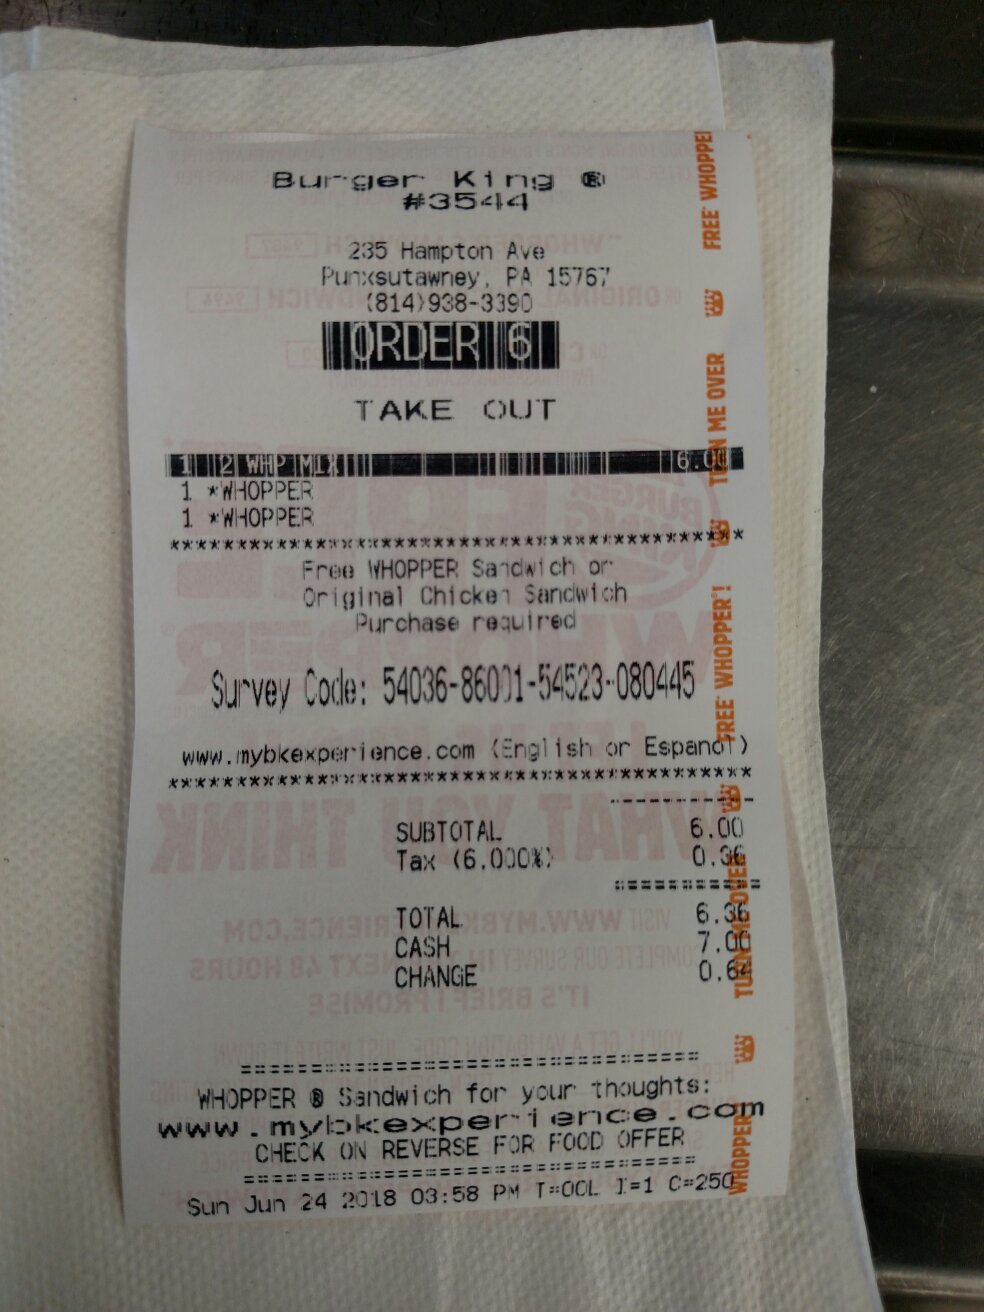 Burger King ®
#3544
235 Hampton Ave
Punxsutawney, PA 15767
(814)938-3390
ORDER 6
TAKE OUT
1 2 WHP MIX 6.00
1 *WHOPPER
1 *WHOPPER
****************************************************
Free WHOPPER Sandwich or
Original Chicken Sandwich
Purchase required
Survey Code: 54036-86001-54523-080445
www.mybkexperience.com (English or Espanol)
****************************************************
SUBTOTAL 6.00
Tax (6.000%) 0.36
TOTAL 6.36
CASH 7.00
CHANGE 0.64
WHOPPER ® Sandwich for your thoughts:
www.mybkexperience.com
CHECK ON REVERSE FOR FOOD OFFER
Sun Jun 24 2018 03:58 PM T=00L I=1 C=250
FREE WHOPPE
TURN ME OVER
FREE WHOPPER!
TURN ME OVER
WHOPPER